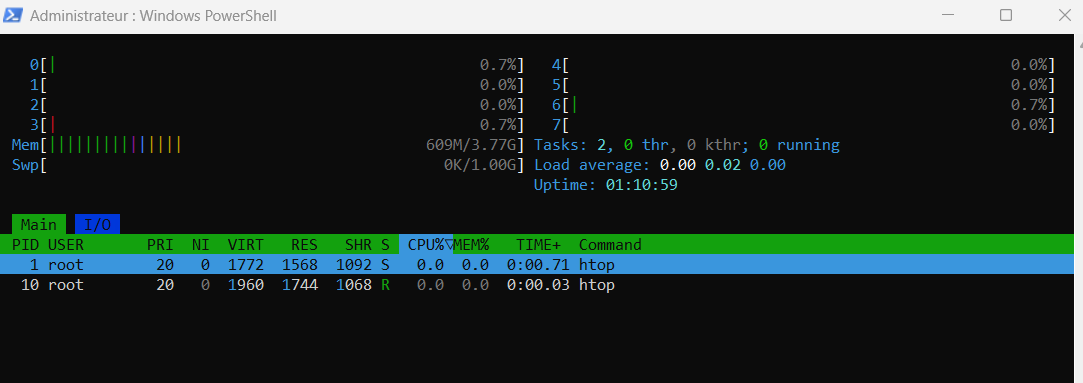 Administrateur : Windows PowerShell
0[| 0.7%] 4[ 0.0%]
1[ 0.0%] 5[ 0.0%]
2[ 0.0%] 6[| 0.7%]
3[| 0.7%] 7[ 0.0%]
Mem[||||||||||||||| 609M/3.77G] Tasks: 2, 0 thr, 0 kthr; 0 running
Swp[ 0K/1.00G] Load average: 0.00 0.02 0.00
Uptime: 01:10:59
Main I/O
PID USER PRI NI VIRT RES SHR S CPU%▽MEM% TIME+ Command
1 root 20 0 1772 1568 1092 S 0.0 0.0 0:00.71 htop
10 root 20 0 1960 1744 1068 R 0.0 0.0 0:00.03 htop